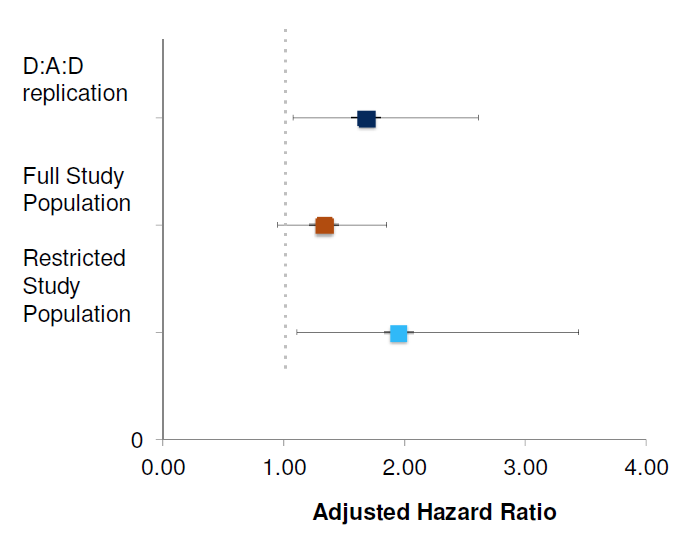 D:A:D
replication
Full Study
Population
Restricted
Study
Population
0
0.00 1.00 2.00 3.00 4.00
Adjusted Hazard Ratio